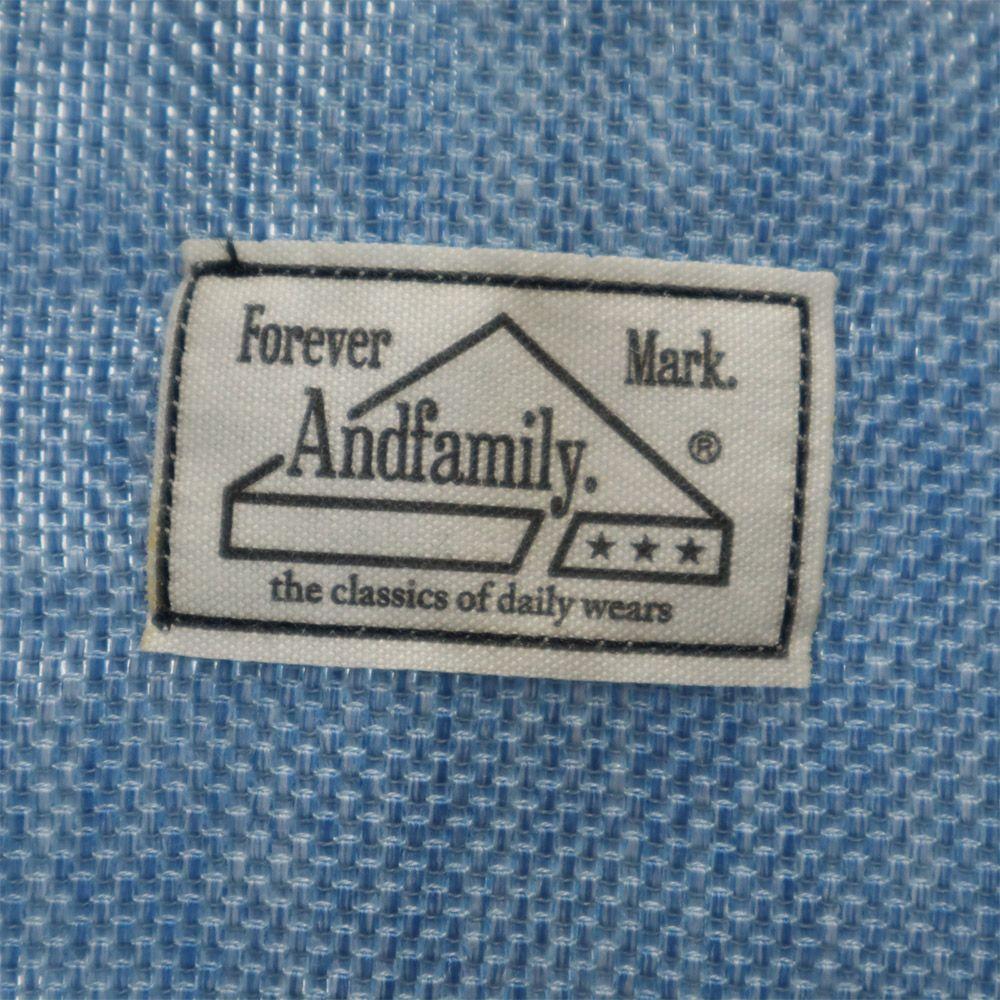 Forever Mark.
Andfamily.
®
★★★
the classics of daily wears